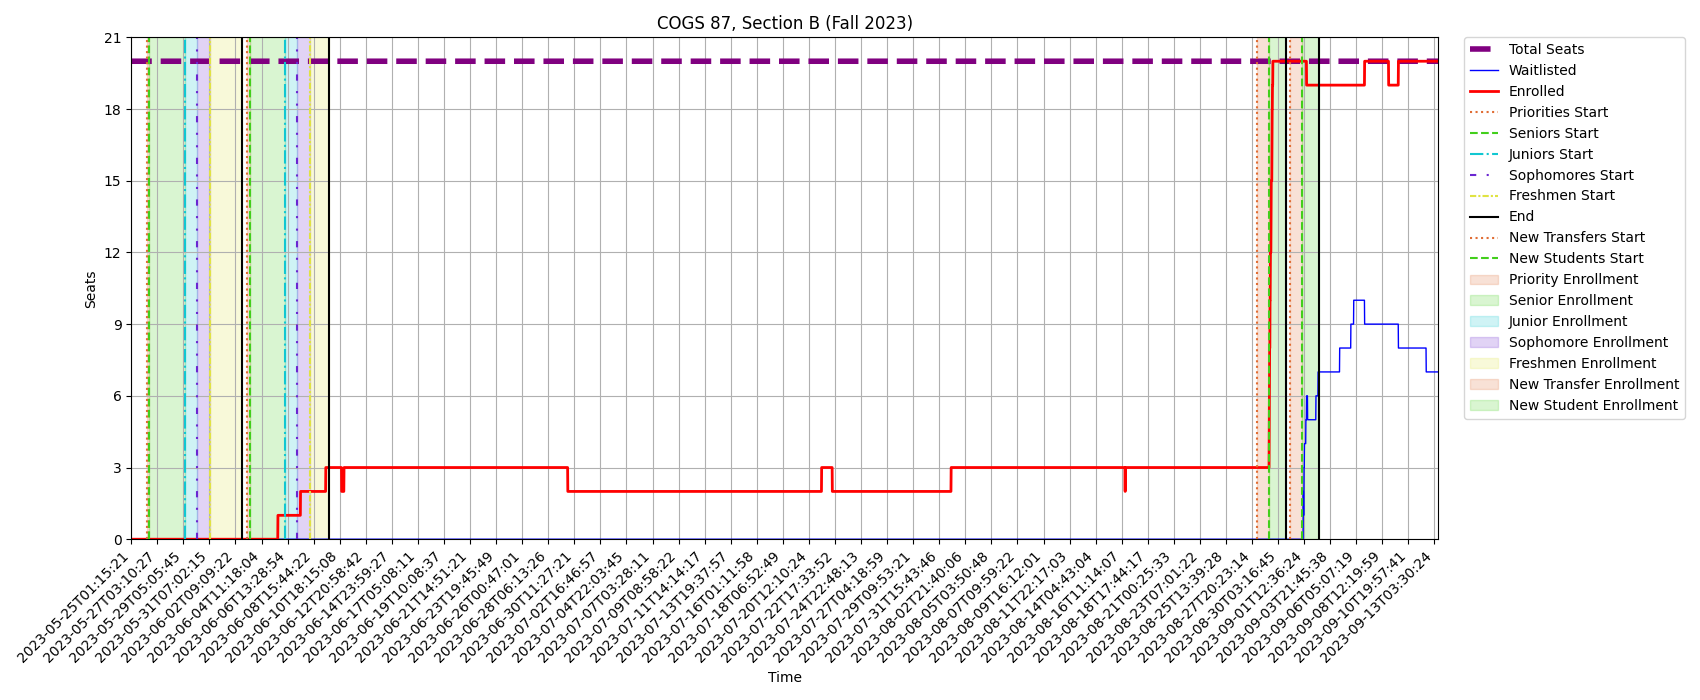 COGS 87, Section B (Fall 2023)
21
18
15
12
9
6
3
0
Seats
2023-05-25T01:15:21
2023-05-27T03:10:27
2023-05-29T05:05:45
2023-05-31T07:02:15
2023-06-02T09:09:22
2023-06-04T11:18:04
2023-06-06T13:28:54
2023-06-08T15:44:22
2023-06-10T18:15:08
2023-06-12T20:58:42
2023-06-14T23:59:27
2023-06-17T05:08:11
2023-06-19T10:08:37
2023-06-21T14:51:21
2023-06-23T19:45:49
2023-06-26T00:47:01
2023-06-28T06:13:26
2023-06-30T11:27:21
2023-07-02T16:46:57
2023-07-04T22:03:45
2023-07-07T03:28:11
2023-07-09T08:58:22
2023-07-11T14:14:17
2023-07-13T19:37:57
2023-07-16T01:11:58
2023-07-18T06:52:49
2023-07-20T12:10:24
2023-07-22T17:33:52
2023-07-24T22:48:13
2023-07-27T04:18:59
2023-07-29T09:53:21
2023-07-31T15:43:46
2023-08-02T21:40:06
2023-08-05T03:50:48
2023-08-07T09:59:22
2023-08-09T16:12:01
2023-08-11T22:17:03
2023-08-14T04:43:04
2023-08-16T11:14:07
2023-08-18T17:44:17
2023-08-21T00:25:33
2023-08-23T07:01:22
2023-08-25T13:39:28
2023-08-27T20:23:14
2023-08-30T03:16:45
2023-09-01T12:36:24
2023-09-03T21:45:38
2023-09-06T05:07:19
2023-09-08T12:19:59
2023-09-10T19:57:41
2023-09-13T03:30:24
Time
Total Seats
Waitlisted
Enrolled
Priorities Start
Seniors Start
Juniors Start
Sophomores Start
Freshmen Start
End
New Transfers Start
New Students Start
Priority Enrollment
Senior Enrollment
Junior Enrollment
Sophomore Enrollment
Freshmen Enrollment
New Transfer Enrollment
New Student Enrollment